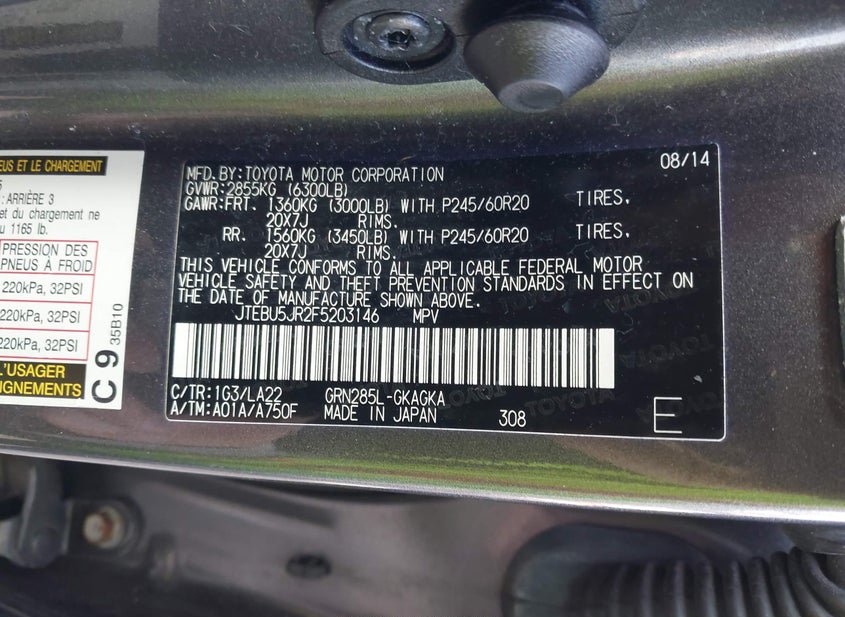 EUS ET LE CHARGEMENT
: ARRIÈRE 3
et du chargement ne
u 1165 lb.
PRESSION DES
PNEUS À FROID
220kPa, 32PSI
220kPa, 32PSI
220kPa, 32PSI
L'USAGER
IGNEMENTS
C 9
35B10
MFD. BY: TOYOTA MOTOR CORPORATION 08/14
GVWR: 2855KG (6300LB)
GAWR: FRT. 1360KG (3000LB) WITH P245/60R20 TIRES.
20X7J RIMS.
RR. 1560KG (3450LB) WITH P245/60R20 TIRES.
20X7J RIMS.
THIS VEHICLE CONFORMS TO ALL APPLICABLE FEDERAL MOTOR
VEHICLE SAFETY AND THEFT PREVENTION STANDARDS IN EFFECT ON
THE DATE OF MANUFACTURE SHOWN ABOVE.
JTEBU5JR2F5203146 MPV
C/TR: 1G3/LA22 GRN285L-GKAGKA
A/TM: A01A/A750F MADE IN JAPAN 308
E